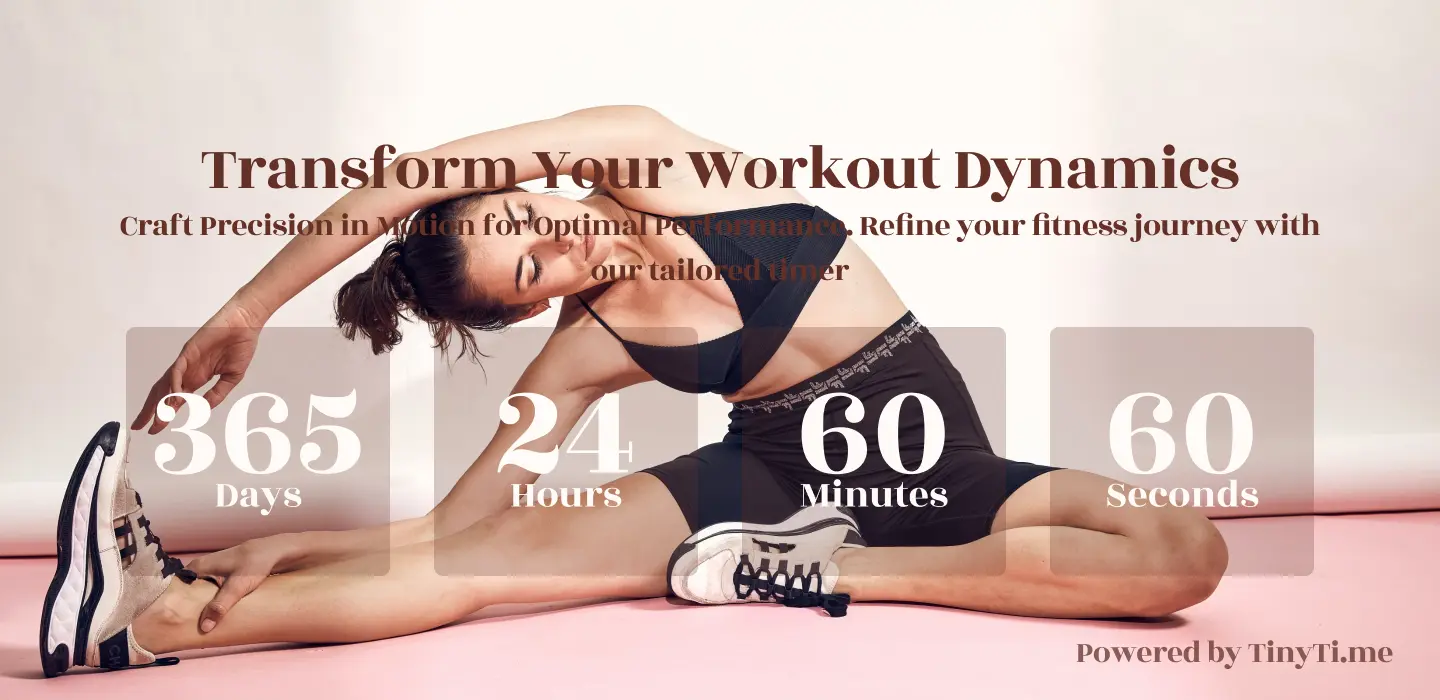 Transform Your Workout Dynamics
Craft Precision in Motion for Optimal Performance. Refine your fitness journey with
our tailored timer
365 24 60 60
Days Hours Minutes Seconds
Powered by TinyTi.me